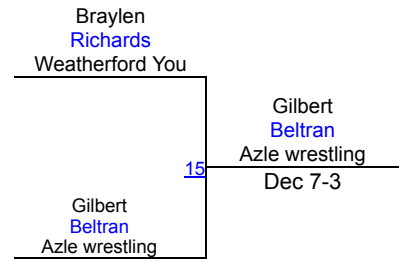 Braylen
Richards
Weatherford You
Gilbert
Beltran
Azle wrestling
15
Dec 7-3
Gilbert
Beltran
Azle wrestling